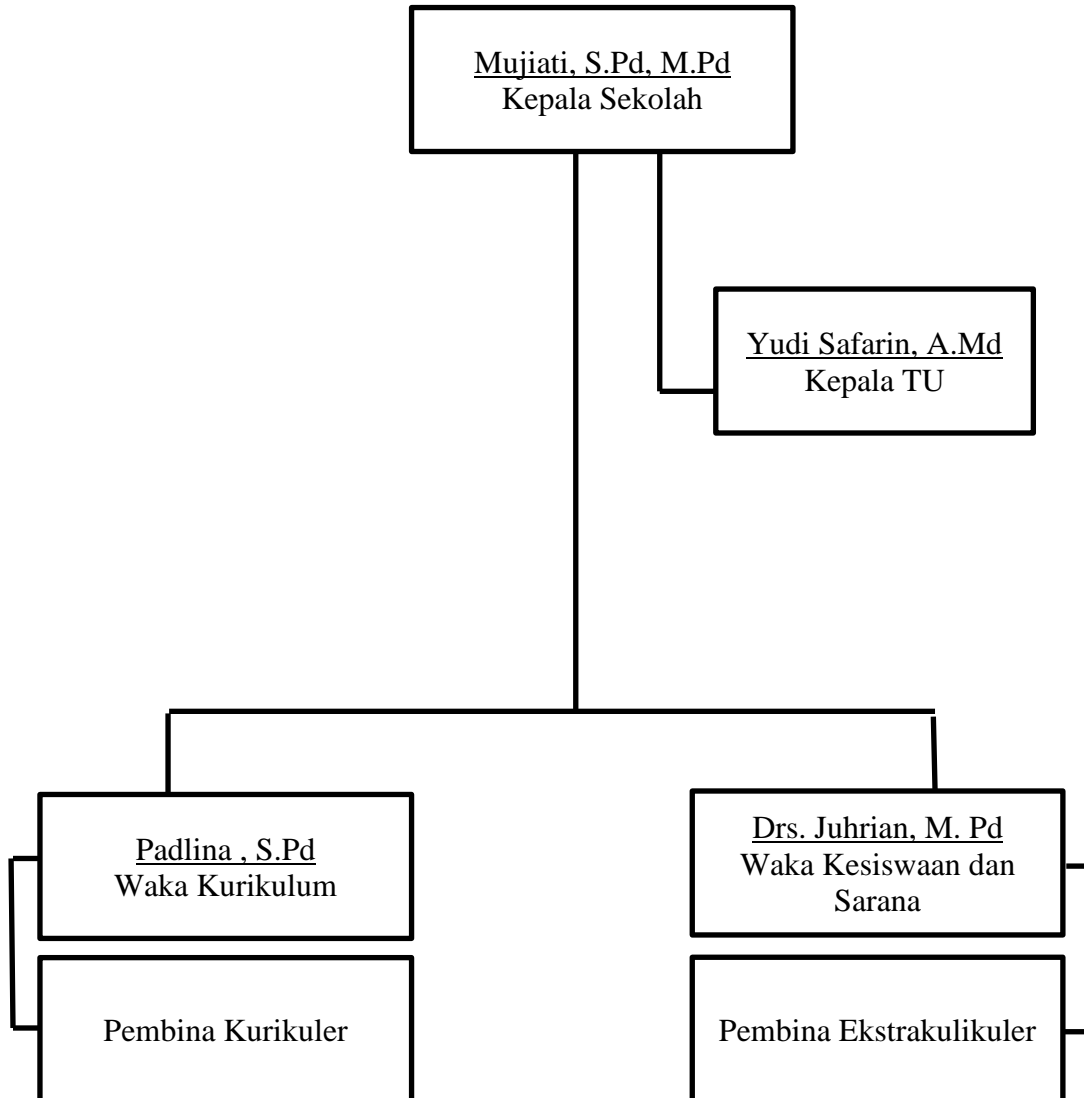 Mujiati, S.Pd, M.Pd
Kepala Sekolah
Yudi Safarin, A.Md
Kepala TU
Padlina , S.Pd
Waka Kurikulum
Drs. Juhrian, M. Pd
Waka Kesiswaan dan
Sarana
Pembina Kurikuler
Pembina Ekstrakulikuler